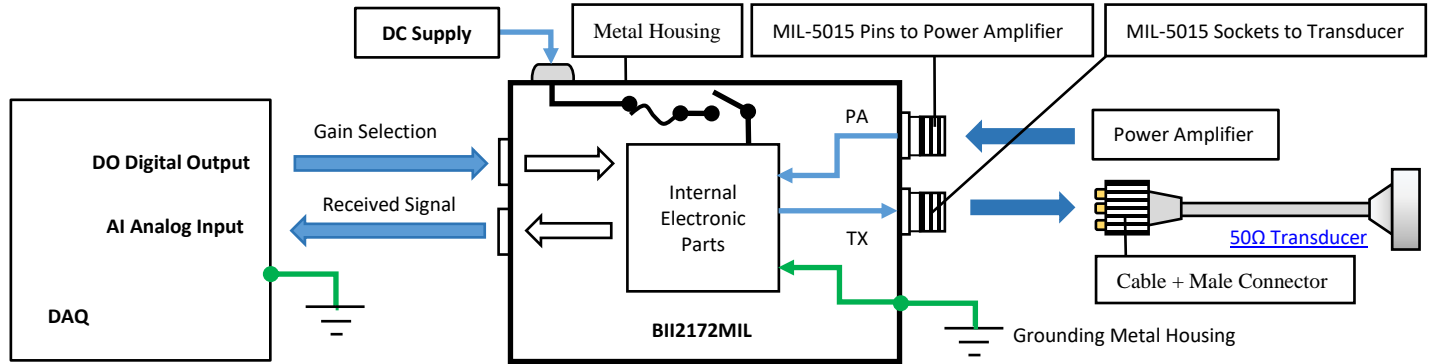 DC Supply
Metal Housing
MIL-5015 Pins to Power Amplifier
MIL-5015 Sockets to Transducer
Gain Selection
DO Digital Output
Received Signal
AI Analog Input
DAQ
PA
Internal
Electronic
Parts
TX
BII2172MIL
Power Amplifier
50Ω Transducer
Cable + Male Connector
Grounding Metal Housing